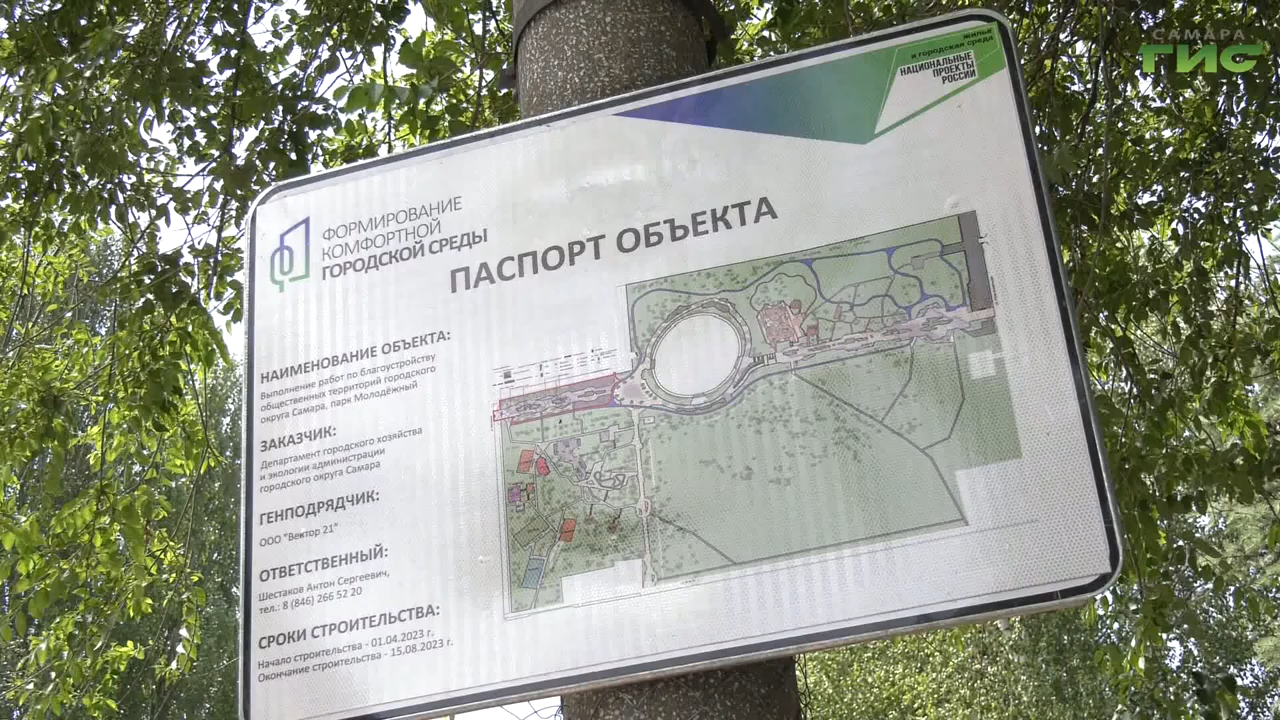 САМАРА
ГИС
ЖИЛЬЕ
И ГОРОДСКАЯ СРЕДА
НАЦИОНАЛЬНЫЕ
ПРОЕКТЫ
РОССИИ
ФОРМИРОВАНИЕ
КОМФОРТНОЙ
ГОРОДСКОЙ СРЕДЫ
ПАСПОРТ ОБЪЕКТА
НАИМЕНОВАНИЕ ОБЪЕКТА:
Выполнение работ по благоустройству
общественных территорий городского
округа Самара, парк Молодёжный
ЗАКАЗЧИК:
Департамент городского хозяйства
и экологии администрации
городского округа Самара
ГЕНПОДРЯДЧИК:
ООО "Вектор 21"
ОТВЕТСТВЕННЫЙ:
Шестаков Антон Сергеевич,
тел.: 8 (846) 266 52 20
СРОКИ СТРОИТЕЛЬСТВА:
Начало строительства - 01.04.2023 г.
Окончание строительства - 15.08.2023 г.